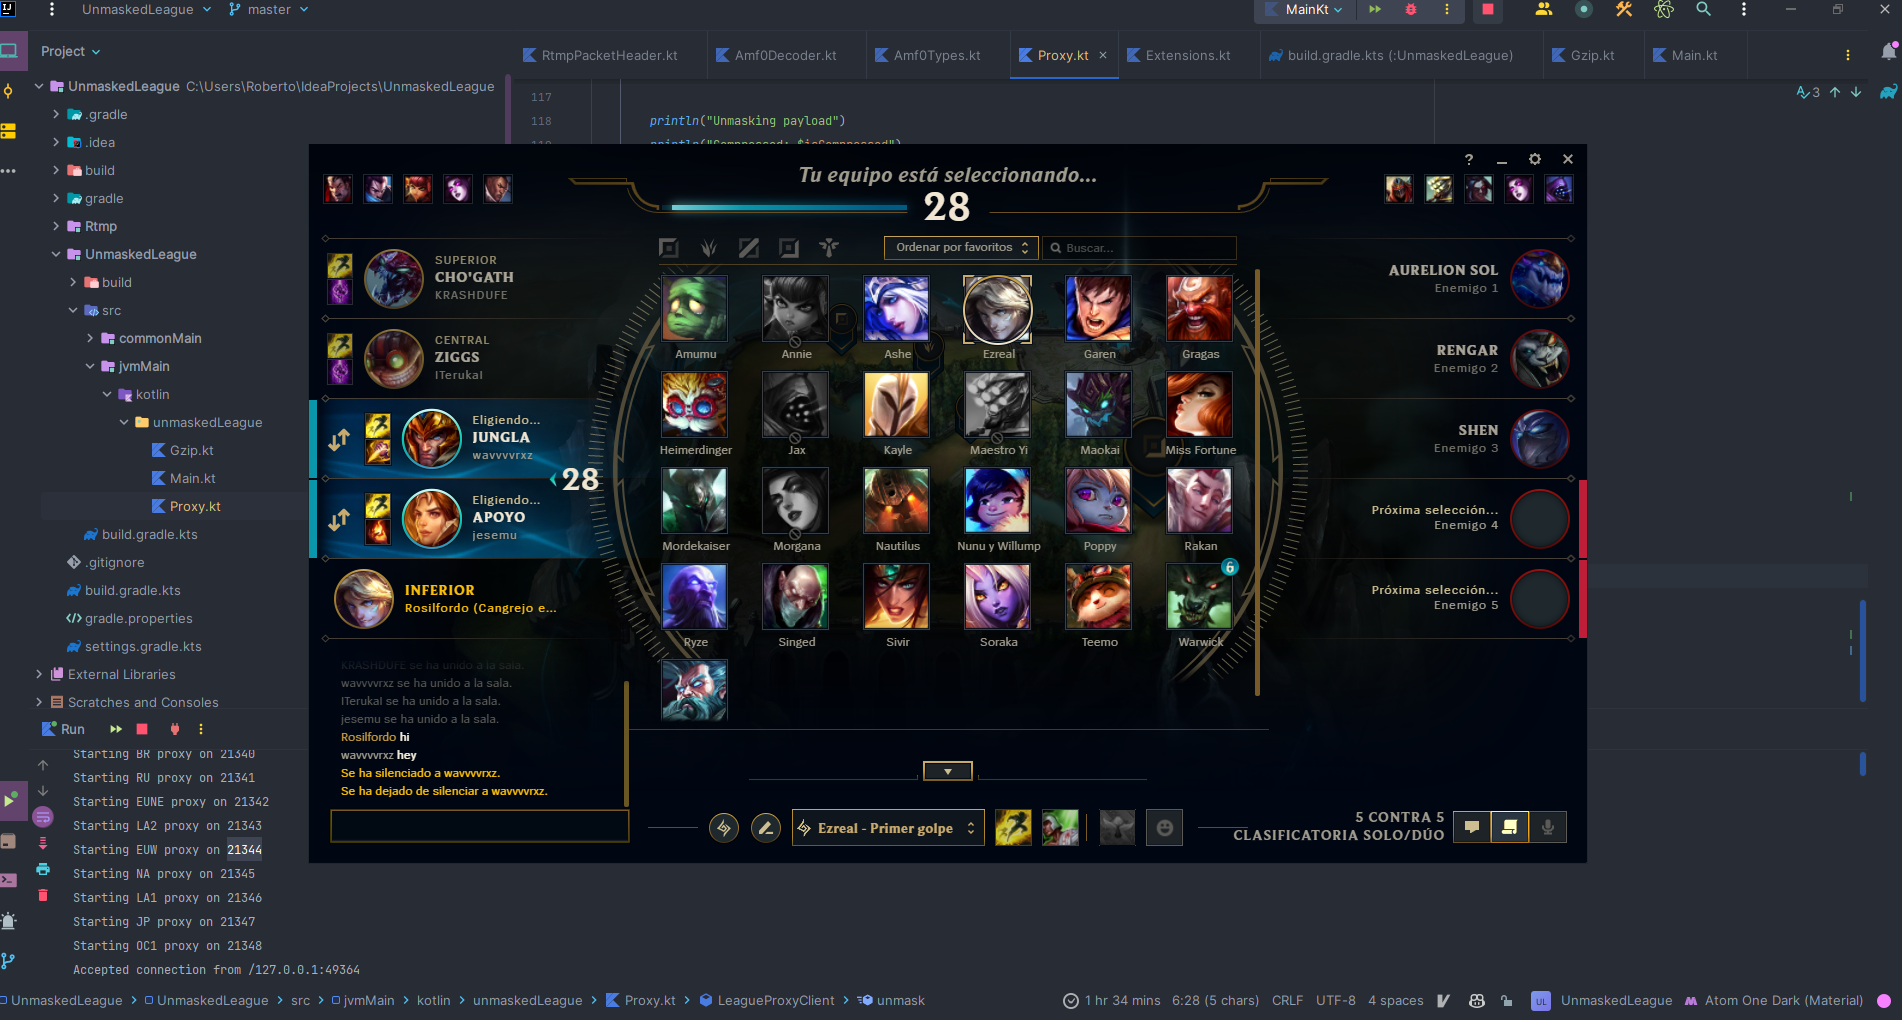 UnmaskedLeague
master
MainKt
Project
RtmpPacketHeader.kt
Amf0Decoder.kt
Amf0Types.kt
Proxy.kt
Extensions.kt
build.gradle.kts (:UnmaskedLeague)
Gzip.kt
Main.kt
UnmaskedLeague C:\Users\Roberto\IdeaProjects\UnmaskedLeague
.gradle
.idea
build
gradle
Rtmp
UnmaskedLeague
build
src
commonMain
jvmMain
kotlin
unmaskedLeague
Gzip.kt
Main.kt
Proxy.kt
build.gradle.kts
.gitignore
build.gradle.kts
gradle.properties
settings.gradle.kts
External Libraries
Scratches and Consoles
117
118
println("Unmasking payload")
3
Tu equipo está seleccionando...
28
Ordenar por favoritos
Buscar...
SUPERIOR
CHO'GATH
KRASHDUFE
CENTRAL
ZIGGS
Eligiendo...
JUNGLA
wavvvvrxz
28
Eligiendo...
APOYO
jesemu
INFERIOR
Rosilfordo (Cangrejo e...
Amumu
Annie
Ashe
Ezreal
Garen
Gragas
Heimerdinger
Jax
Kayle
Maestro Yi
Maokai
Miss Fortune
Mordekaiser
Morgana
Nautilus
Nunu y Willump
Poppy
Rakan
6
Ryze
Singed
Sivir
Soraka
Teemo
Warwick
AURELION SOL
Enemigo 1
RENGAR
Enemigo 2
SHEN
Enemigo 3
Próxima selección...
Enemigo 4
Próxima selección...
Enemigo 5
KRASHDUFE se ha unido a la sala.
wavvvvrxz se ha unido a la sala.
se ha unido a la sala.
jesemu se ha unido a la sala.
Rosilfordo hi
wavvvvrxz hey
Se ha silenciado a wavvvvrxz.
Se ha dejado de silenciar a wavvvvrxz.
Ezreal - Primer golpe
5 CONTRA 5
CLASIFICATORIA SOLO/DÚO
Run
Starting BR proxy on 21340
Starting RU proxy on 21341
Starting EUNE proxy on 21342
Starting LA2 proxy on 21343
Starting EUW proxy on 21344
Starting NA proxy on 21345
Starting LA1 proxy on 21346
Starting JP proxy on 21347
Starting OC1 proxy on 21348
Accepted connection from /127.0.0.1:49364
UnmaskedLeague
UnmaskedLeague
src
jvmMain
kotlin
unmaskedLeague
Proxy.kt
LeagueProxyClient
unmask
1 hr 34 mins
6:28 (5 chars)
CRLF
UTF-8
4 spaces
UL
UnmaskedLeague
Atom One Dark (Material)